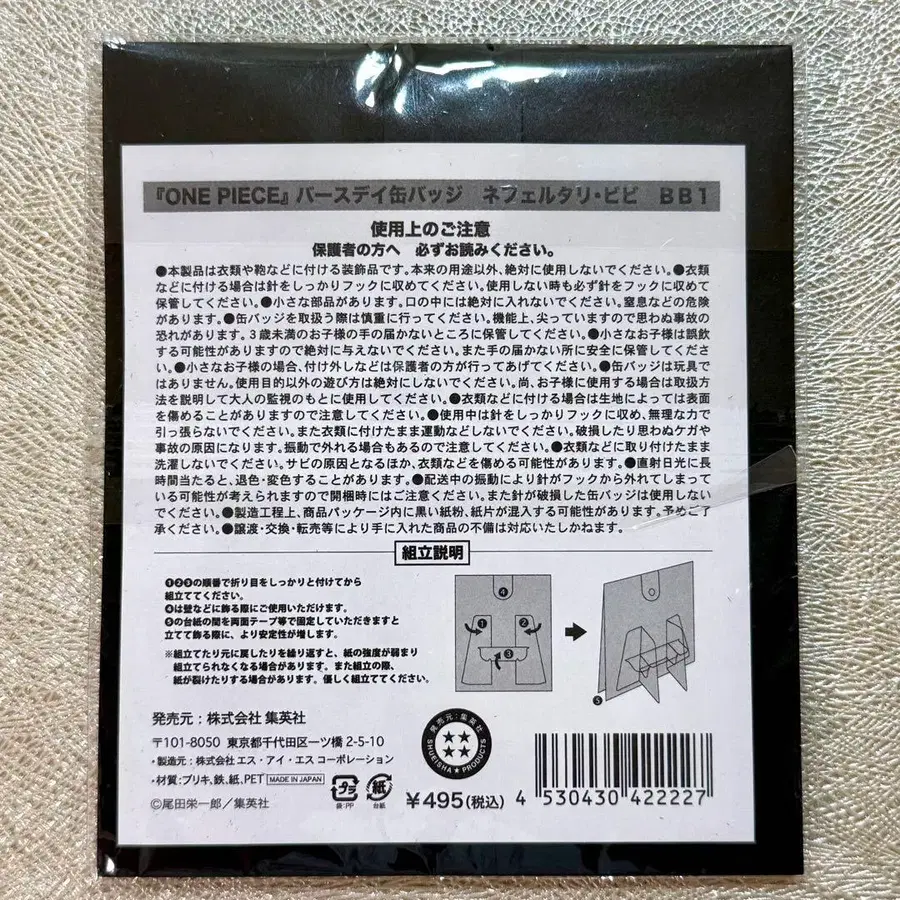 『ONE PIECE』バースデイ缶バッジ　ネフェルタリ・ビビ　BB1
使用上のご注意
保護者の方へ　必ずお読みください。
●本製品は衣類や鞄などに付ける装飾品です。本来の用途以外、絶対に使用しないでください。●衣類
などに付ける場合は針をしっかりフックに収めてください。使用しない時も必ず針をフックに収めて
保管してください。●小さな部品があります。口の中には絶対に入れないでください。窒息などの危険
があります。●缶バッジを取扱う際は慎重に行ってください。機能上、尖っていますので思わぬ事故の
恐れがあります。3歳未満のお子様の手の届かないところに保管してください。●小さなお子様は誤飲
する可能性がありますので絶対に与えないでください。また手の届かない所に安全に保管してくださ
い。●小さなお子様の場合、付け外しなどは保護者の方が行ってあげてください。●缶バッジは玩具で
はありません。使用目的以外の遊び方は絶対にしないでください。尚、お子様に使用する場合は取扱方
法を説明して大人の監視のもとに使用してください。●衣類などに付ける場合は生地によっては表面
を傷めることがありますので注意してください。●使用中は針をしっかりフックに収め、無理な力で
引っ張らないでください。また衣類に付けたまま運動などしないでください。破損したり思わぬケガや
事故の原因になります。振動で外れる場合もあるので注意してください。●衣類などに取り付けたまま
洗濯しないでください。サビの原因となるほか、衣類などを傷める可能性があります。●直射日光に長
時間当たると、退色・変色することがあります。●配送中の振動により針がフックから外れてしまって
いる可能性が考えられますので開梱時にはご注意ください。また針が破損した缶バッジは使用しない
でください。●製造工程上、商品パッケージ内に黒い紙粉、紙片が混入する可能性があります。予めご了
承ください。●譲渡・交換・転売等により手に入れた商品の不備は対応いたしかねます。
組立説明
❶❷❸の順番で折り目をしっかりと付けてから
組立ててください。
❹は壁などに飾る際にご使用いただけます。
❺の台紙の間を両面テープ等で固定していただきますと
立てて飾る際に、より安定性が増します。
※組立てたり元に戻したりを繰り返すと、紙の強度が弱まり
組立てられなくなる場合があります。また組立の際、
紙が裂けたりする場合があります。優しく組立ててください。
❹
❶ ❷
❸
❺
発売元：株式会社 集英社
〒101-8050　東京都千代田区一ツ橋 2-5-10
・製造元：株式会社 エス・アイ・エス コーポレーション
・材質：ブリキ、鉄、紙、PET MADE IN JAPAN
©尾田栄一郎／集英社
プラ
袋:PP
紙
台紙
発売元：集英社
SHUEISHA★PRODUCTS
¥495(税込)
4 530430 422227